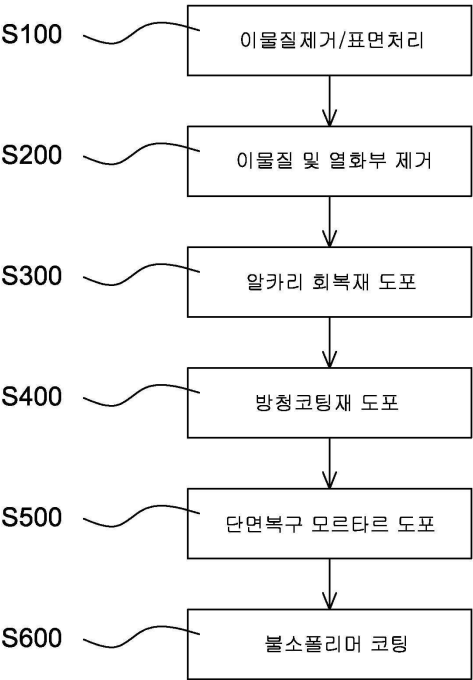 S100 이물질제거/표면처리
S200 이물질 및 열화부 제거
S300 알카리 회복재 도포
S400 방청코팅재 도포
S500 단면복구 모르타르 도포
S600 불소폴리머 코팅